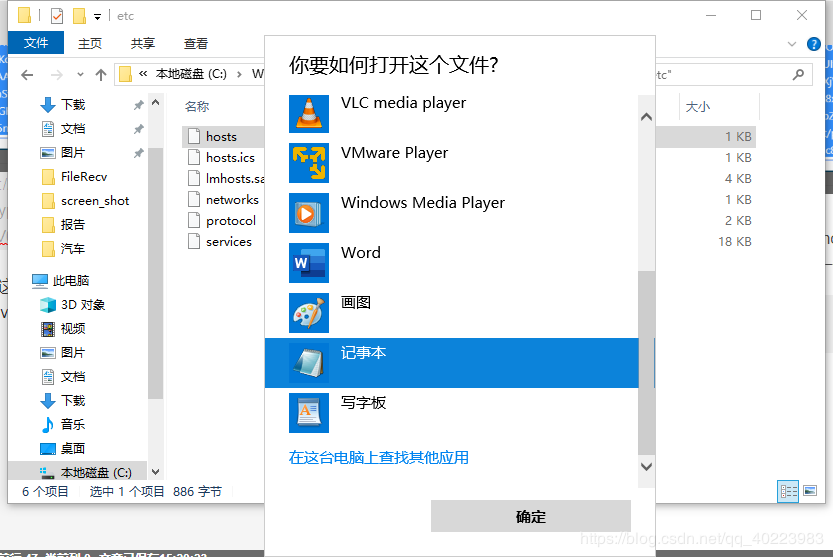 etc
文件 主页 共享 查看
« 本地磁盘 (C:) › W
etc"
下载
文档
图片
FileRecv
screen_shot
报告
汽车
此电脑
3D 对象
视频
图片
文档
下载
音乐
桌面
本地磁盘 (C:)
名称
大小
hosts 1 KB
hosts.ics 1 KB
lmhosts.sa 4 KB
networks 1 KB
protocol 2 KB
services 18 KB
6 个项目 选中 1 个项目 886 字节
你要如何打开这个文件?
VLC media player
VMware Player
Windows Media Player
Word
画图
记事本
写字板
在这台电脑上查找其他应用
确定
https://blog.csdn.net/qq_40223983